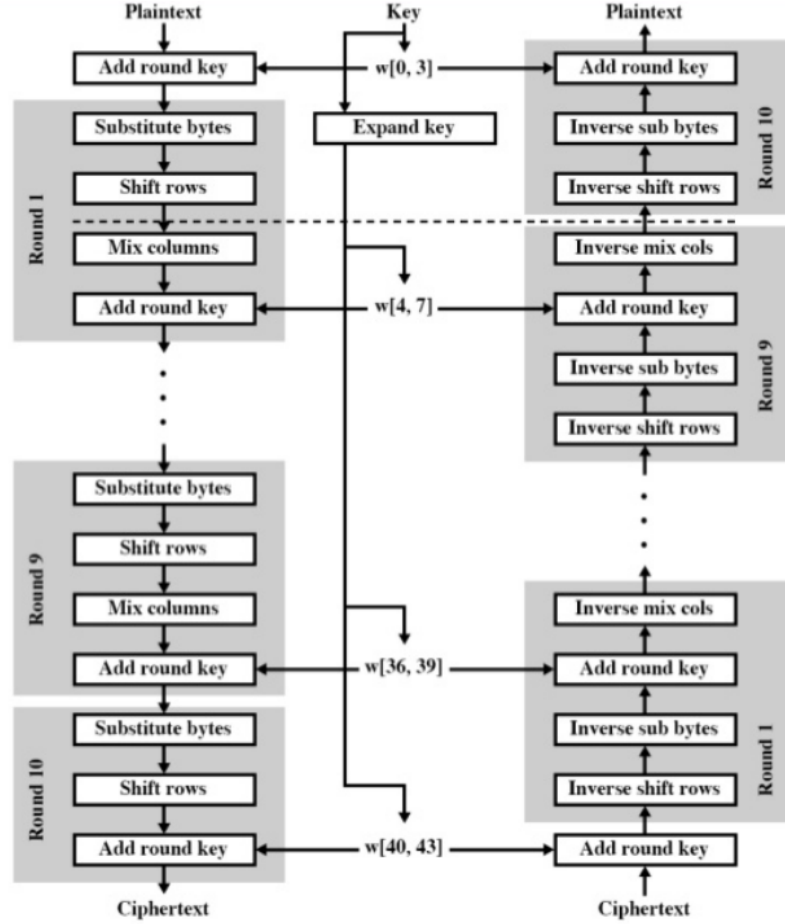 Plaintext
Add round key
Substitute bytes
Shift rows
Mix columns
Add round key
Round 1
Substitute bytes
Shift rows
Mix columns
Add round key
Round 9
Substitute bytes
Shift rows
Add round key
Round 10
Ciphertext
Key
w[0, 3]
Expand key
w[4, 7]
w[36, 39]
w[40, 43]
Plaintext
Add round key
Inverse sub bytes
Inverse shift rows
Round 10
Inverse mix cols
Add round key
Inverse sub bytes
Inverse shift rows
Round 9
Inverse mix cols
Add round key
Inverse sub bytes
Inverse shift rows
Round 1
Add round key
Ciphertext